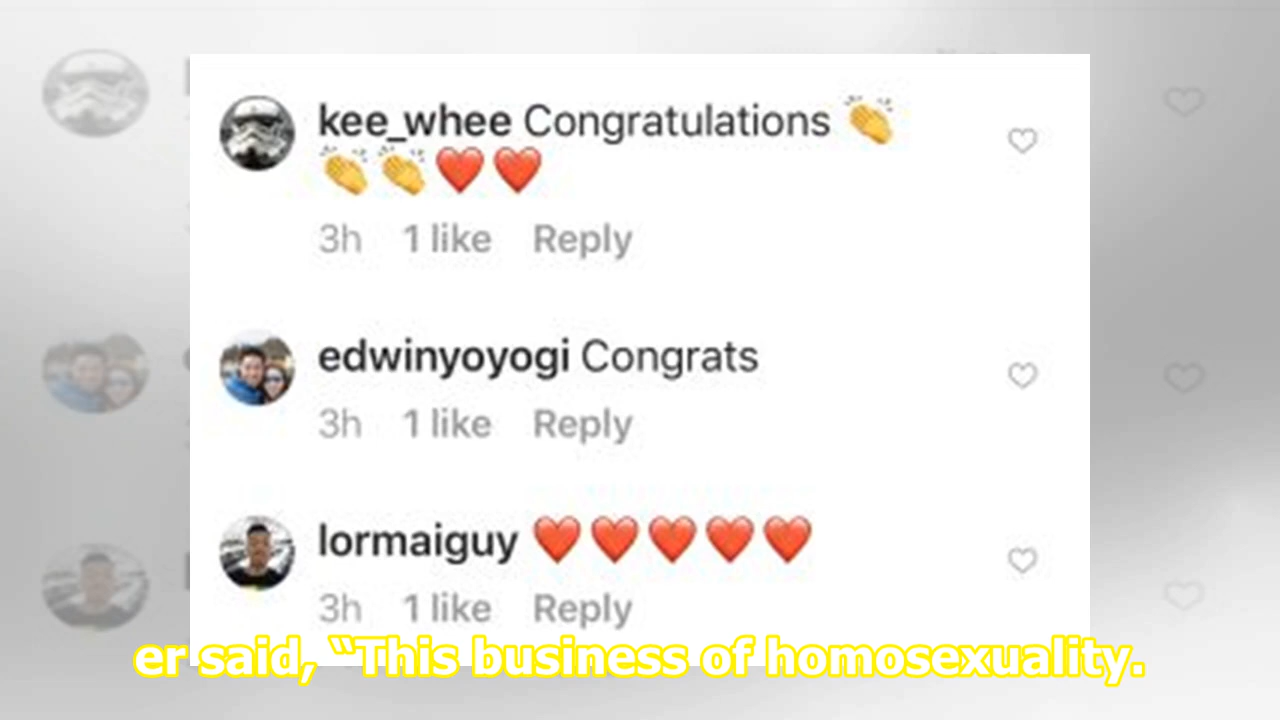 kee_whee Congratulations 👏
👏👏❤️❤️
3h 1 like Reply
edwinyoyogi Congrats
3h 1 like Reply
lormaiguy ❤️❤️❤️❤️❤️
3h 1 like Reply
er said, “This business of homosexuality.